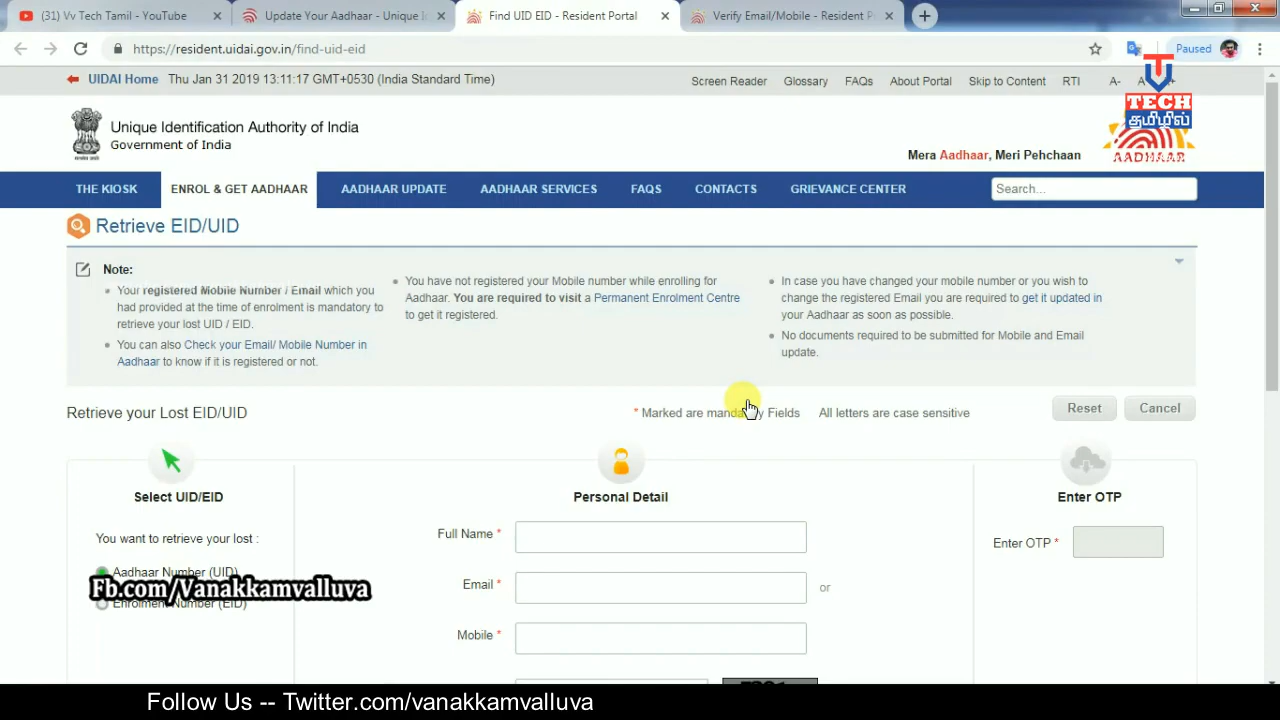 (31) Vv Tech Tamil - YouTube
Update Your Aadhaar - Unique I
Find UID EID - Resident Portal
Verify Email/Mobile - Resident P
https://resident.uidai.gov.in/find-uid-eid
Paused
UIDAI Home Thu Jan 31 2019 13:11:17 GMT+0530 (India Standard Time)
Screen Reader Glossary FAQs About Portal Skip to Content RTI A- A A+
TECH
தமிழில்
Unique Identification Authority of India
Government of India
Mera Aadhaar, Meri Pehchaan
AADHAAR
THE KIOSK ENROL & GET AADHAAR AADHAAR UPDATE AADHAAR SERVICES FAQS CONTACTS GRIEVANCE CENTER Search...
Retrieve EID/UID
Note:
Your registered Mobile Number / Email which you
had provided at the time of enrolment is mandatory to
retrieve your lost UID / EID.
You can also Check your Email/ Mobile Number in
Aadhaar to know if it is registered or not.
You have not registered your Mobile number while enrolling for
Aadhaar. You are required to visit a Permanent Enrolment Centre
to get it registered.
In case you have changed your mobile number or you wish to
change the registered Email you are required to get it updated in
your Aadhaar as soon as possible.
No documents required to be submitted for Mobile and Email
update.
Retrieve your Lost EID/UID
* Marked are mandatory Fields All letters are case sensitive
Reset Cancel
Select UID/EID
You want to retrieve your lost :
Aadhaar Number (UID)
Fb.com/Vanakkamvalluva
Enrolment Number (EID)
Personal Detail
Full Name *
Email * or
Mobile *
Enter OTP
Enter OTP *
Follow Us -- Twitter.com/vanakkamvalluva